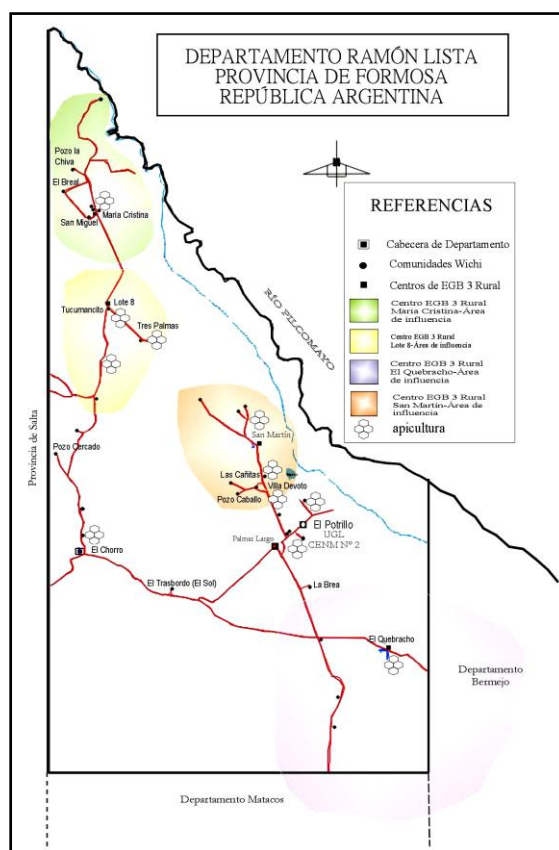 DEPARTAMENTO RAMÓN LISTA
PROVINCIA DE FORMOSA
REPÚBLICA ARGENTINA
REFERENCIAS
Cabecera de Departamento
Comunidades Wichi
Centros de EGB 3 Rural
Centro EGB 3 Rural
María Cristina-Área
de influencia
Centro EGB 3 Rural
Lote 8-Área de influencia
Centro EGB 3 Rural
El Quebracho-Área
de influencia
Centro EGB 3 Rural
San Martín-Área de
influencia
apicultura
Pozo la
Chiva
El Breal
San Miguel
María Cristina
Lote 8
Tucumancito
Tres Palmas
RÍO PILCOMAYO
Provincia de Salta
Pozo Cercado
San Martín
Las Cañitas
Villa Devoto
Pozo Caballo
El Potrillo
UGL
CENM Nº 2
Palmar Largo
El Chorro
El Trasbordo (El Sol)
La Brea
El Quebracho
Departamento
Bermejo
Departamento Matacos